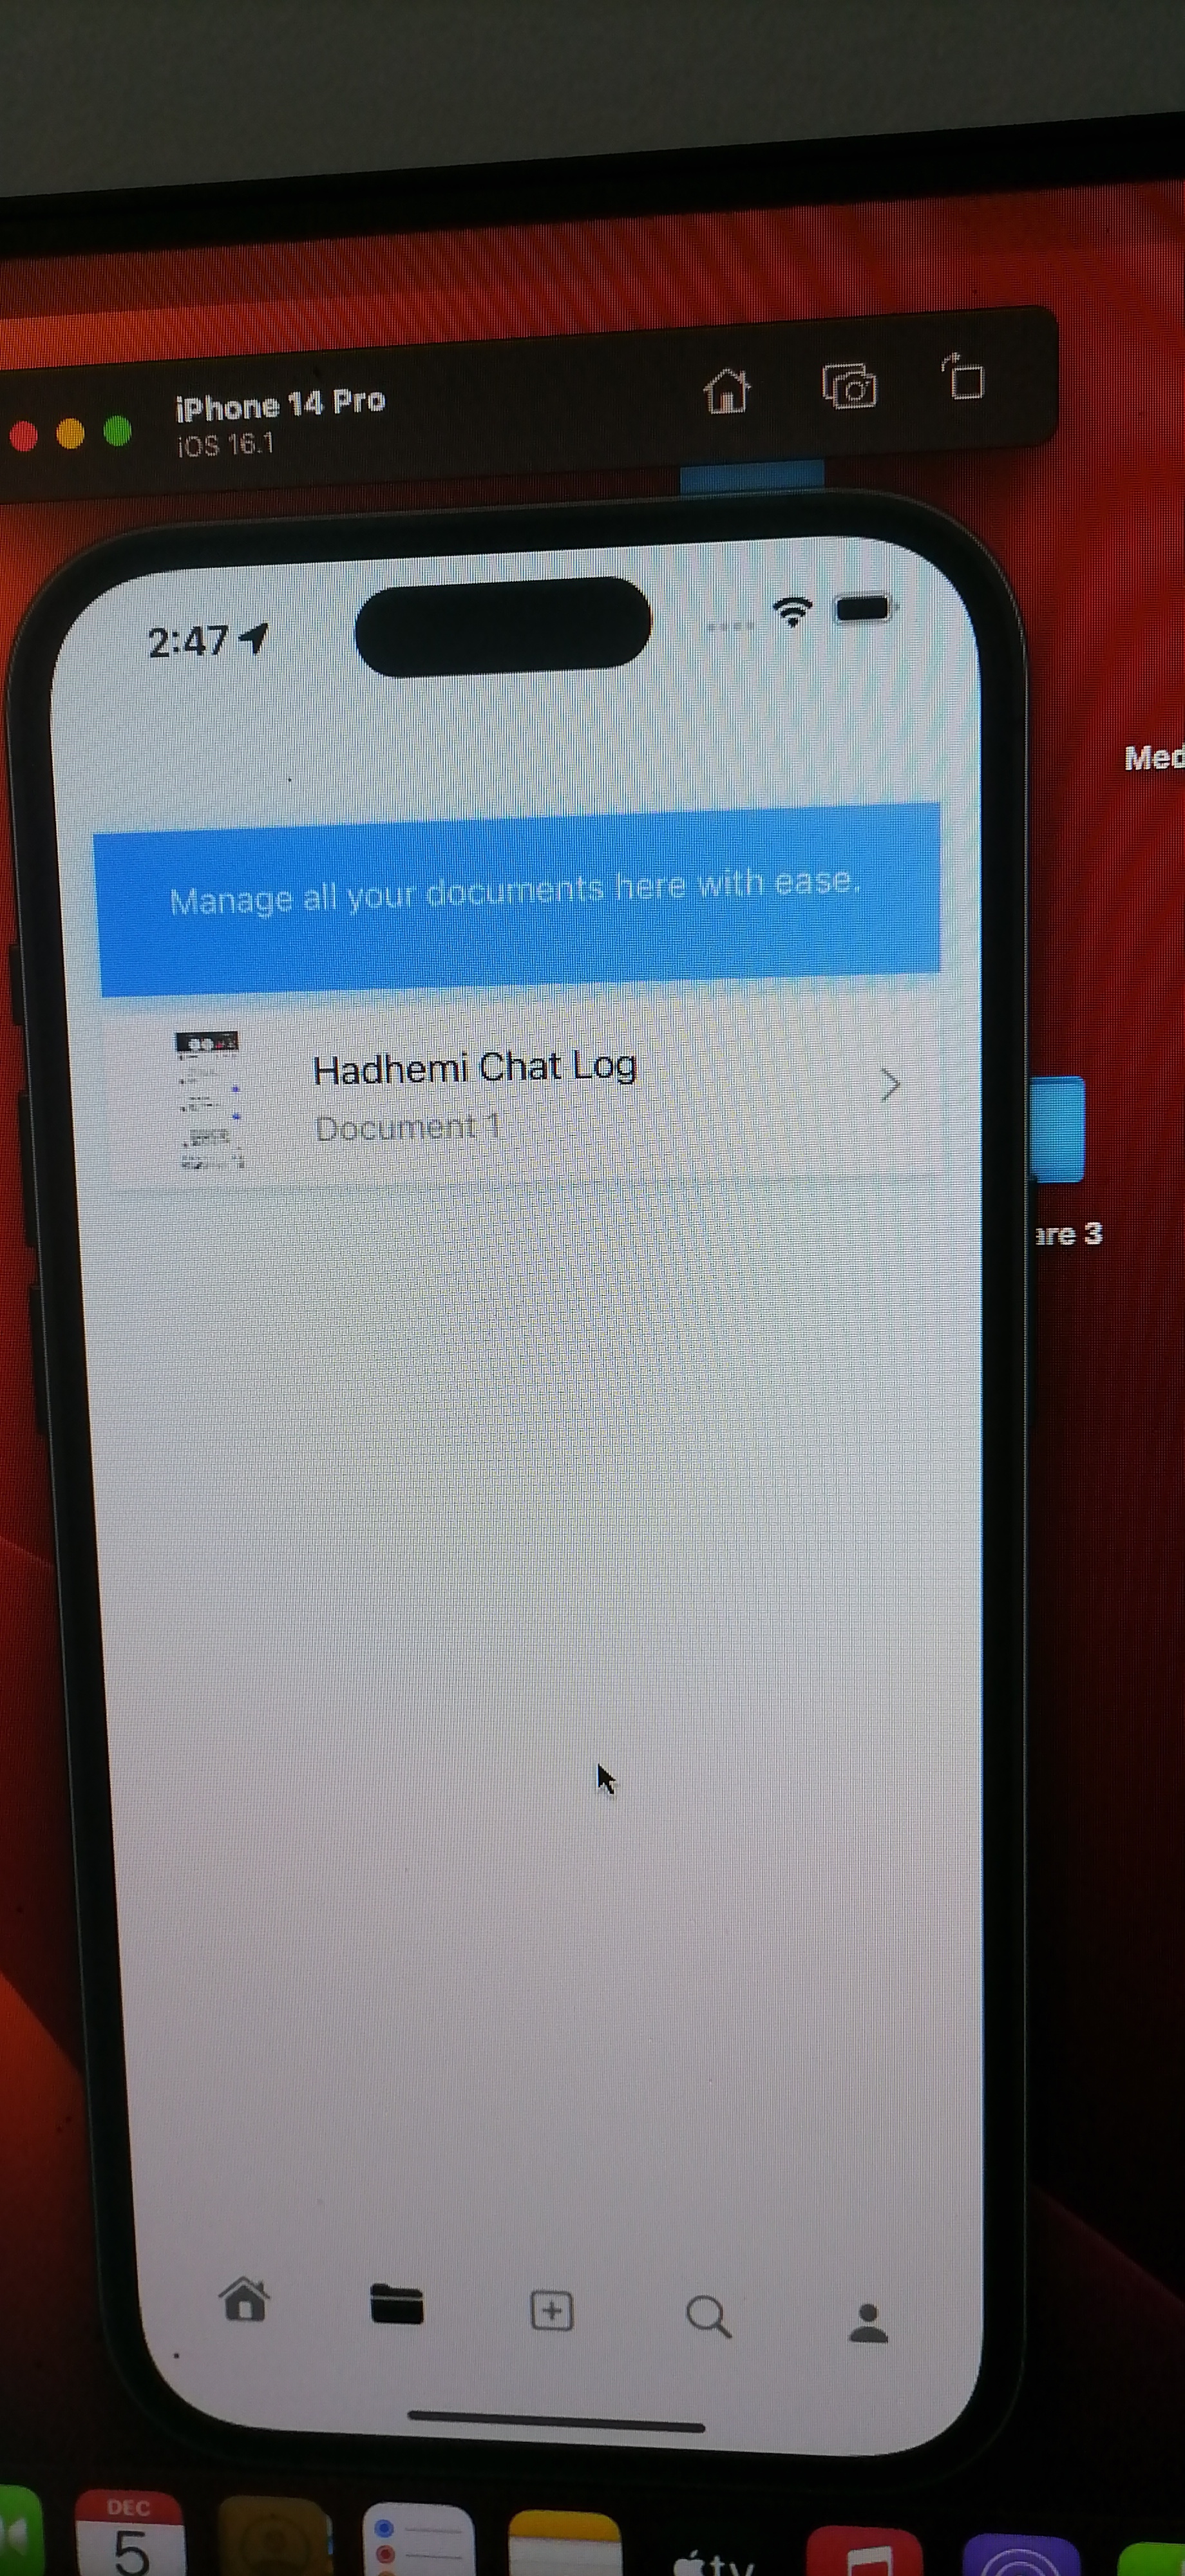 iPhone 14 Pro
iOS 16.1
2:47
Med
Manage all your documents here with ease.
Hadhemi Chat Log
Document 1
are 3
DEC
5
tv